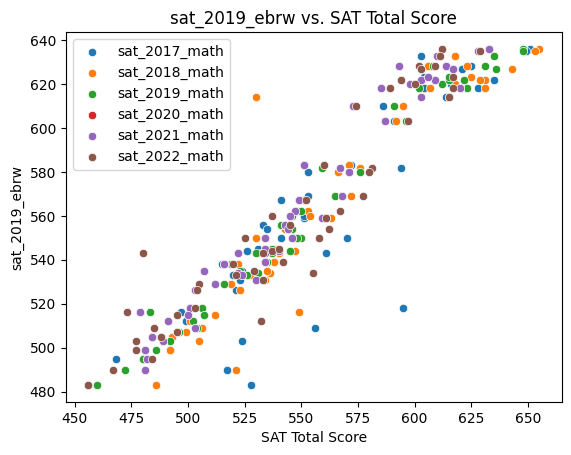 sat_2019_ebrw vs. SAT Total Score
sat_2017_math
sat_2018_math
sat_2019_math
sat_2020_math
sat_2021_math
sat_2022_math
sat_2019_ebrw
640
620
600
580
560
540
520
500
480
450
475
500
525
550
575
600
625
650
SAT Total Score